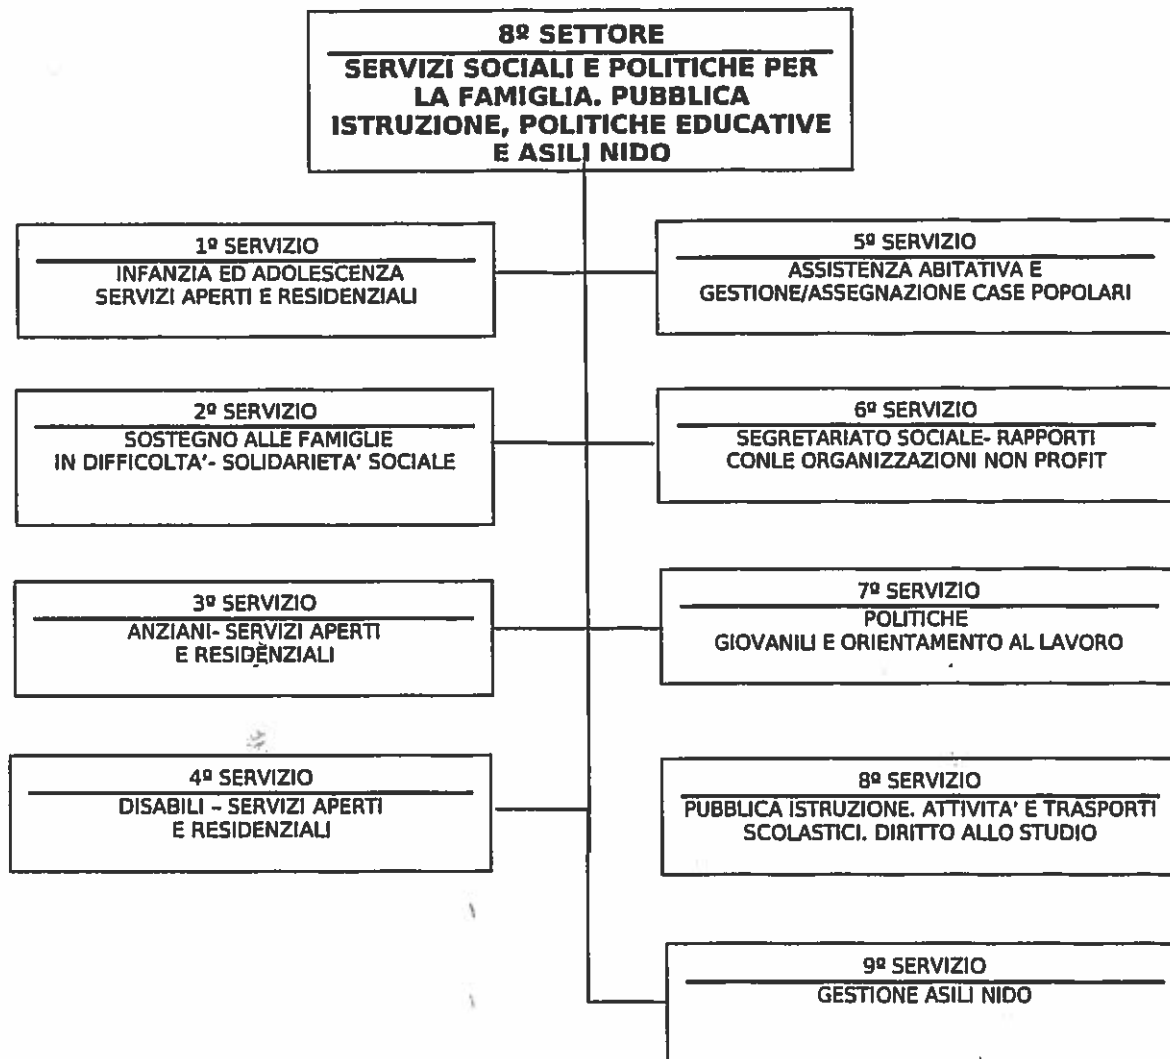 8º SETTORE
SERVIZI SOCIALI E POLITICHE PER
LA FAMIGLIA. PUBBLICA
ISTRUZIONE, POLITICHE EDUCATIVE
E ASILI NIDO
1º SERVIZIO
INFANZIA ED ADOLESCENZA
SERVIZI APERTI E RESIDENZIALI
5º SERVIZIO
ASSISTENZA ABITATIVA E
GESTIONE/ASSEGNAZIONE CASE POPOLARI
2º SERVIZIO
SOSTEGNO ALLE FAMIGLIE
IN DIFFICOLTA'- SOLIDARIETA' SOCIALE
6º SERVIZIO
SEGRETARIATO SOCIALE- RAPPORTI
CONLE ORGANIZZAZIONI NON PROFIT
3º SERVIZIO
ANZIANI- SERVIZI APERTI
E RESIDENZIALI
7º SERVIZIO
POLITICHE
GIOVANILI E ORIENTAMENTO AL LAVORO
4º SERVIZIO
DISABILI – SERVIZI APERTI
E RESIDENZIALI
8º SERVIZIO
PUBBLICA ISTRUZIONE. ATTIVITA' E TRASPORTI
SCOLASTICI. DIRITTO ALLO STUDIO
9º SERVIZIO
GESTIONE ASILI NIDO